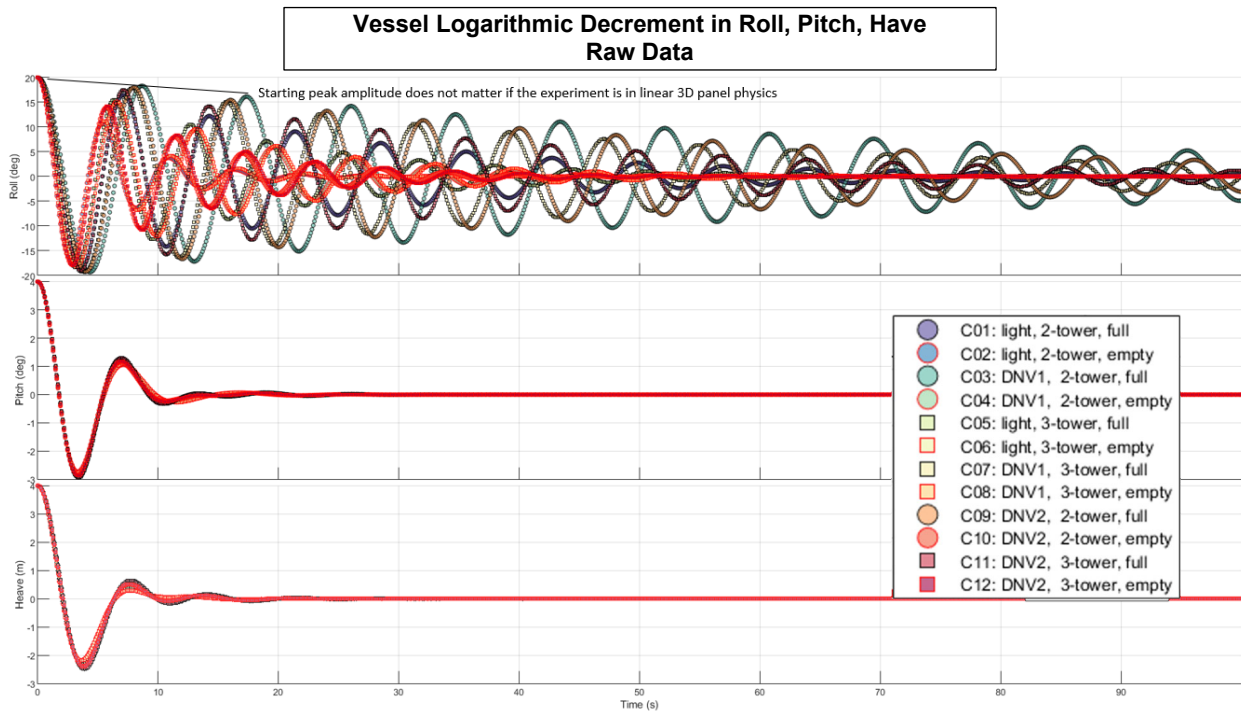 Vessel Logarithmic Decrement in Roll, Pitch, Have
Raw Data
Starting peak amplitude does not matter if the experiment is in linear 3D panel physics
Roll (deg)
20
15
10
5
0
-5
-10
-15
-20
Pitch (deg)
4
3
2
1
0
-1
-2
-3
Heave (m)
4
3
2
1
0
-1
-2
-3
0
10
20
30
40
50
60
70
80
90
Time (s)
C01: light, 2-tower, full
C02: light, 2-tower, empty
C03: DNV1, 2-tower, full
C04: DNV1, 2-tower, empty
C05: light, 3-tower, full
C06: light, 3-tower, empty
C07: DNV1, 3-tower, full
C08: DNV1, 3-tower, empty
C09: DNV2, 2-tower, full
C10: DNV2, 2-tower, empty
C11: DNV2, 3-tower, full
C12: DNV2, 3-tower, empty